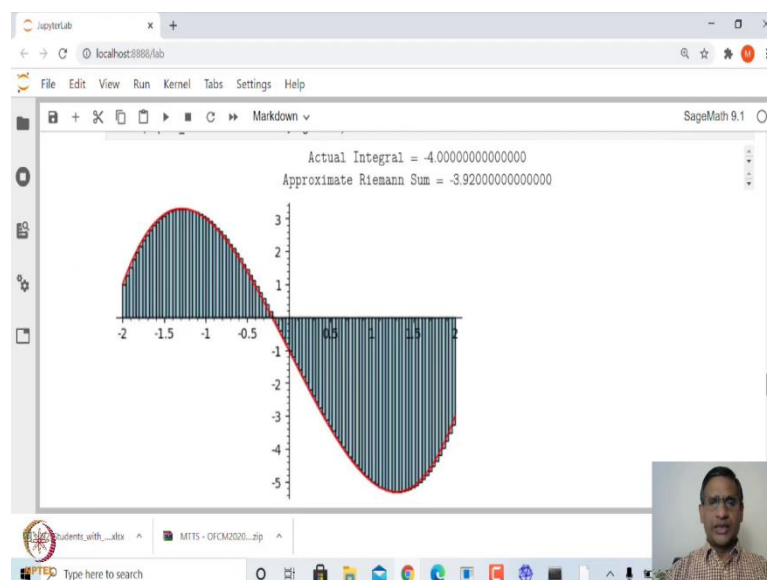 JupyterLab
localhost:8888/lab
M
File Edit View Run Kernel Tabs Settings Help
Markdown
SageMath 9.1
Actual Integral = -4.00000000000000
Approximate Riemann Sum = -3.92000000000000
3
2
1
-2 -1.5 -1 -0.5 0.5 1 1.5 2
-1
-2
-3
-4
-5
tudents_with_....xlsx
MTTS - OFCM2020....zip
NPTEL
Type here to search